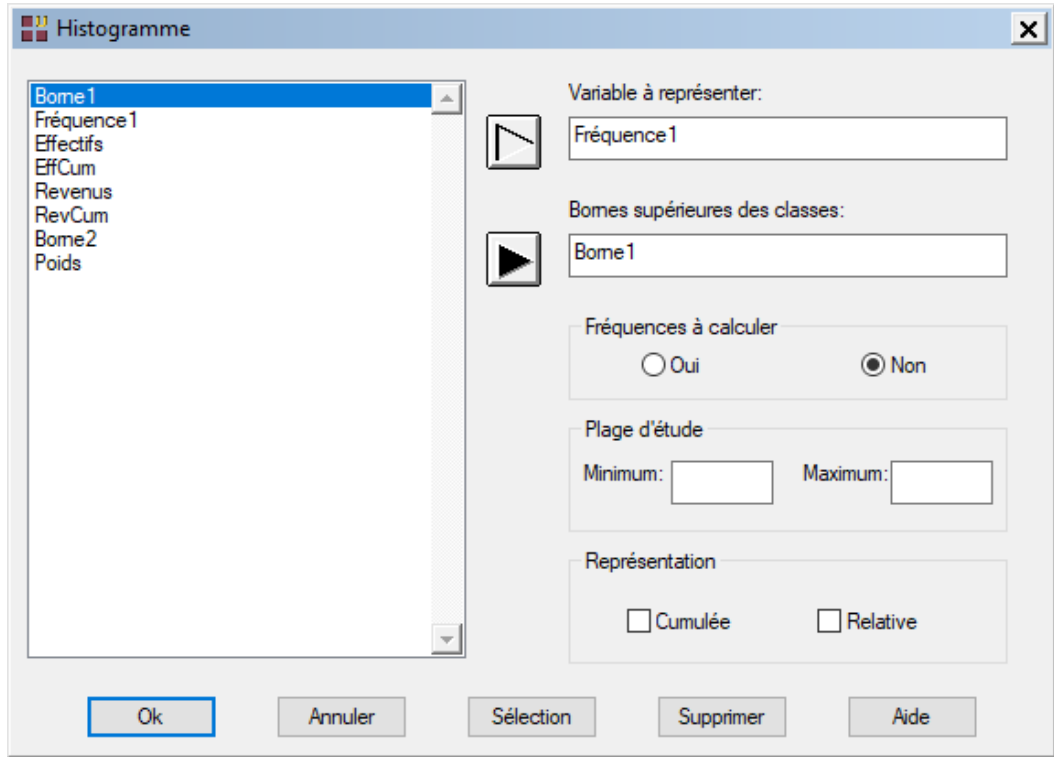 Histogramme
Borne1
Fréquence1
Effectifs
EffCum
Revenus
RevCum
Borne2
Poids
Variable à représenter:
Fréquence1
Bornes supérieures des classes:
Borne1
Fréquences à calculer
Oui Non
Plage d'étude
Minimum: Maximum:
Représentation
Cumulée Relative
Ok Annuler Sélection Supprimer Aide